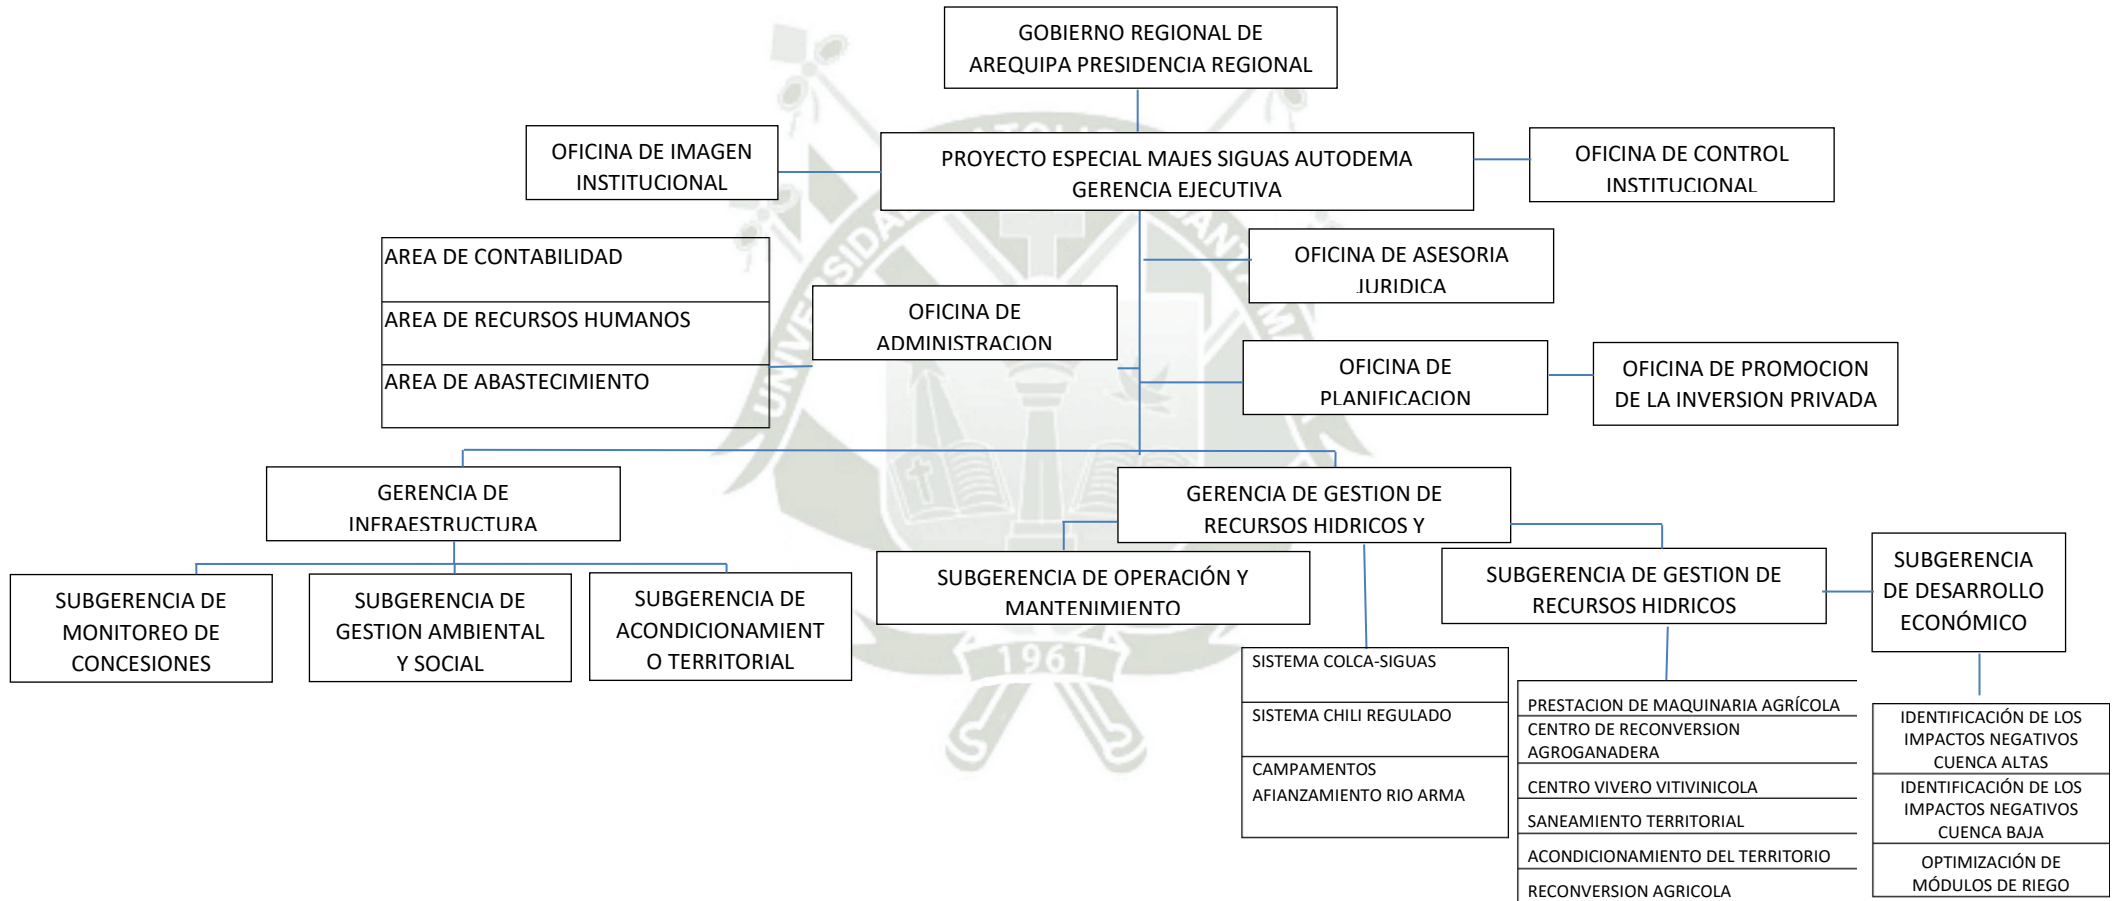 GOBIERNO REGIONAL DE
AREQUIPA PRESIDENCIA REGIONAL
OFICINA DE IMAGEN
INSTITUCIONAL
PROYECTO ESPECIAL MAJES SIGUAS AUTODEMA
GERENCIA EJECUTIVA
OFICINA DE CONTROL
INSTITUCIONAL
AREA DE CONTABILIDAD
AREA DE RECURSOS HUMANOS
AREA DE ABASTECIMIENTO
OFICINA DE
ADMINISTRACION
OFICINA DE ASESORIA
JURIDICA
OFICINA DE
PLANIFICACION
OFICINA DE PROMOCION
DE LA INVERSION PRIVADA
GERENCIA DE
INFRAESTRUCTURA
GERENCIA DE GESTION DE
RECURSOS HIDRICOS Y
SUBGERENCIA DE
MONITOREO DE
CONCESIONES
SUBGERENCIA DE
GESTION AMBIENTAL
Y SOCIAL
SUBGERENCIA DE
ACONDICIONAMIENT
O TERRITORIAL
SUBGERENCIA DE OPERACIÓN Y
MANTENIMIENTO
SUBGERENCIA DE GESTION DE
RECURSOS HIDRICOS
SUBGERENCIA
DE DESARROLLO
ECONÓMICO
SISTEMA COLCA-SIGUAS
SISTEMA CHILI REGULADO
CAMPAMENTOS
AFIANZAMIENTO RIO ARMA
PRESTACION DE MAQUINARIA AGRÍCOLA
CENTRO DE RECONVERSION
AGROGANADERA
CENTRO VIVERO VITIVINICOLA
SANEAMIENTO TERRITORIAL
ACONDICIONAMIENTO DEL TERRITORIO
RECONVERSION AGRICOLA
IDENTIFICACIÓN DE LOS
IMPACTOS NEGATIVOS
CUENCA ALTAS
IDENTIFICACIÓN DE LOS
IMPACTOS NEGATIVOS
CUENCA BAJA
OPTIMIZACIÓN DE
MÓDULOS DE RIEGO
1961